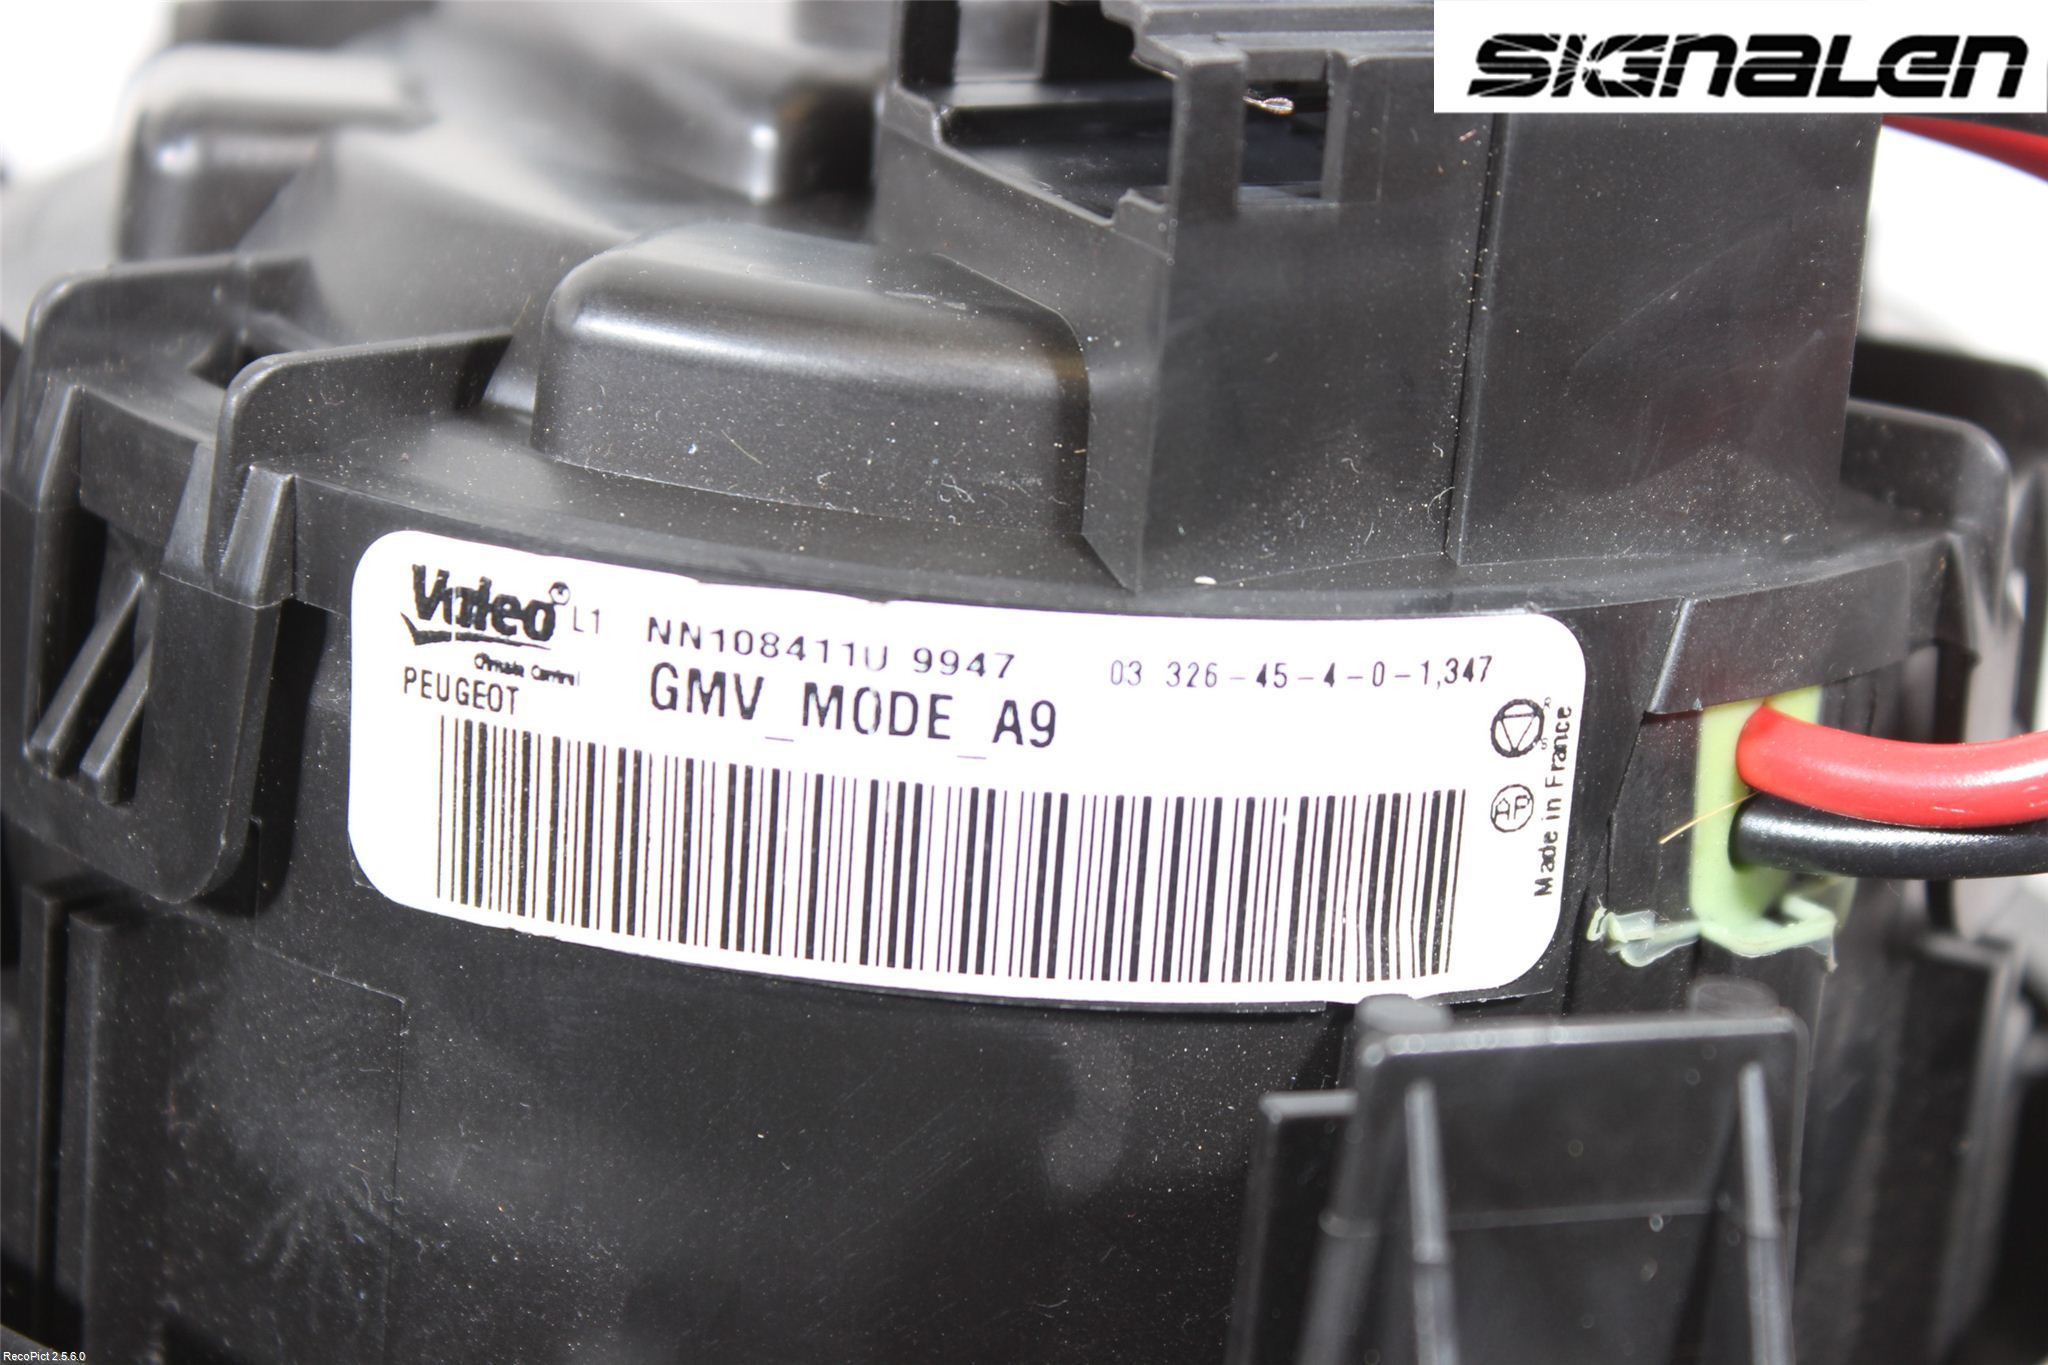 SIGNALEN
Valeo L1 NN108411U 9947 03 326-45-4-0-1,347
Climate Control
PEUGEOT GMV_MODE_A9
AP
Made in France
RecoPict 2.5.6.0